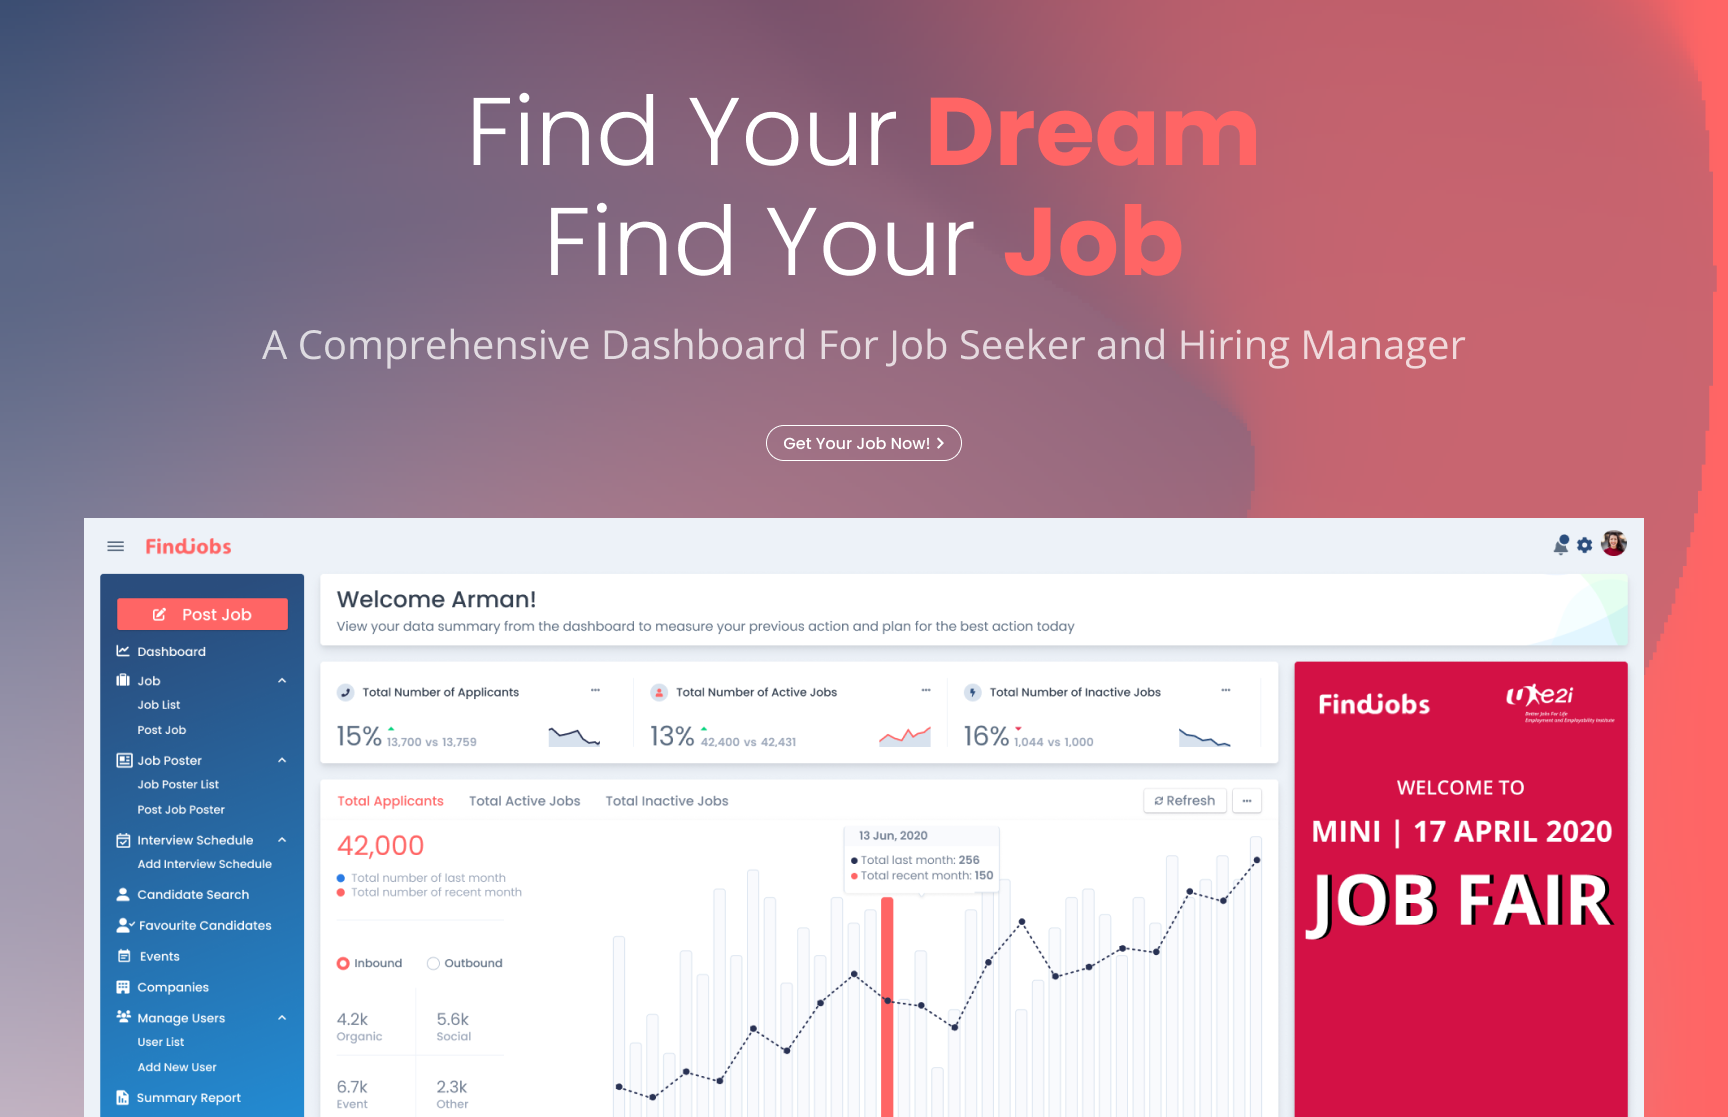 Find Your Dream
Find Your Job
A Comprehensive Dashboard For Job Seeker and Hiring Manager
Get Your Job Now!
Findjobs
Post Job
Dashboard
Job
Job List
Post Job
Job Poster
Job Poster List
Post Job Poster
Interview Schedule
Add Interview Schedule
Candidate Search
Favourite Candidates
Events
Companies
Manage Users
User List
Add New User
Summary Report
Welcome Arman!
View your data summary from the dashboard to measure your previous action and plan for the best action today
Total Number of Applicants
15% 13,700 vs 13,759
Total Number of Active Jobs
13% 42,400 vs 42,431
Total Number of Inactive Jobs
16% 1,044 vs 1,000
Total Applicants Total Active Jobs Total Inactive Jobs
Refresh
42,000
Total number of last month
Total number of recent month
Inbound Outbound
4.2k 5.6k
Organic Social
6.7k 2.3k
Event Other
13 Jun, 2020
Total last month: 256
Total recent month: 150
Findjobs
u e2i
Better Jobs For Life
Employment and Employability Institute
WELCOME TO
MINI | 17 APRIL 2020
JOB FAIR